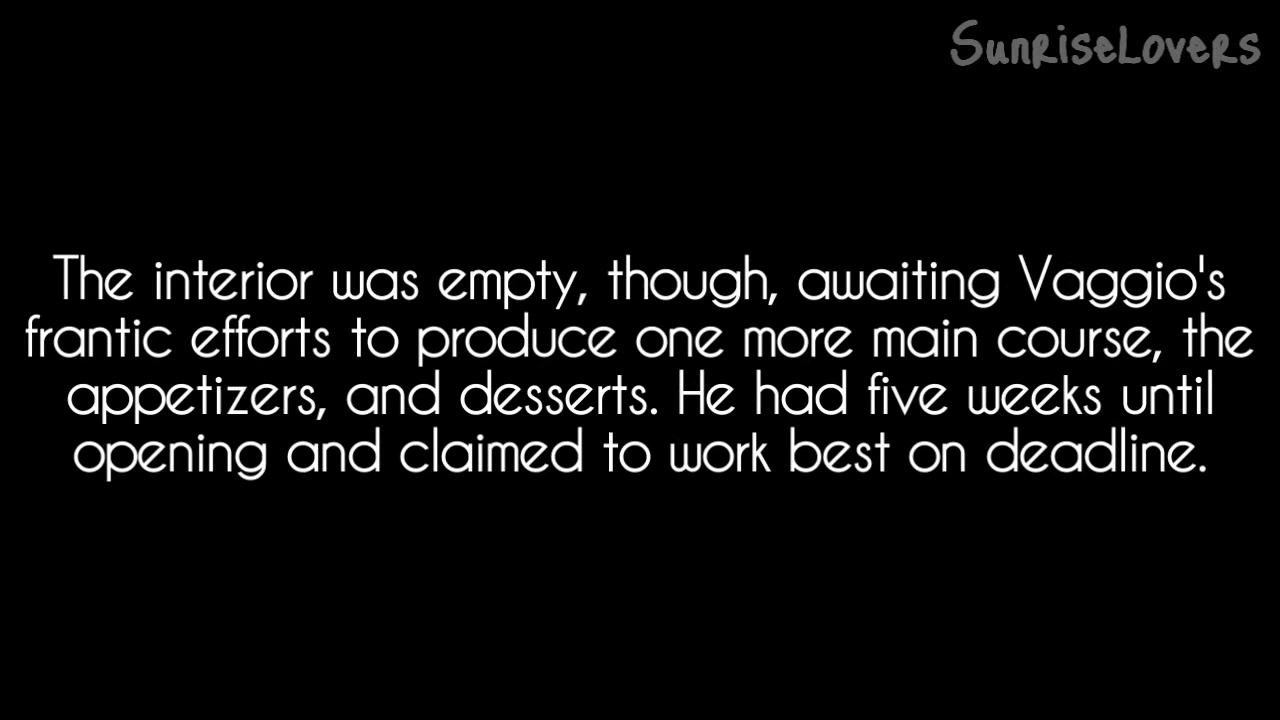 SunriseLovers
The interior was empty, though, awaiting Vaggio's
frantic efforts to produce one more main course, the
appetizers, and desserts. He had five weeks until
opening and claimed to work best on deadline.